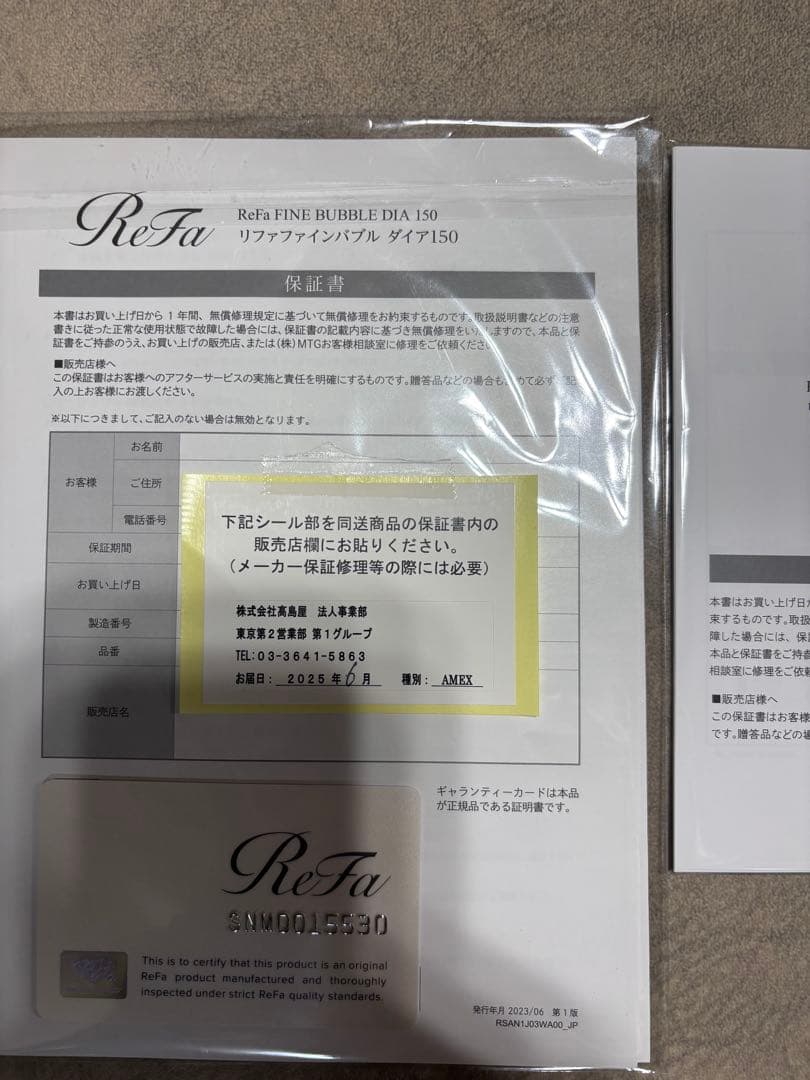 ReFa
ReFa FINE BUBBLE DIA 150
リファファインバブル ダイア150
保証書
本書はお買い上げ日から1年間、無償修理規定に基づいて無償修理をお約束するものです。取扱説明書などの注意
書きに従った正常な使用状態で故障した場合には、保証書の記載内容に基づき無償修理をいたしますので、本品と保
証書をご持参のうえ、お買い上げの販売店、または(株)MTGお客様相談室に修理をご依頼ください。
■販売店様へ
この保証書はお客様へのアフターサービスの実施と責任を明確にするものです。贈答品などの場合も含めて必ずご記
入の上お客様にお渡しください。
※以下につきまして、ご記入のない場合は無効となります。
お客様
お名前
ご住所
電話番号
保証期間
お買い上げ日
製造番号
品番
販売店名
下記シール部を同送商品の保証書内の
販売店欄にお貼りください。
(メーカー保証修理等の際には必要)
株式会社高島屋 法人事業部
東京第2営業部 第1グループ
TEL:03-3641-5863
お届日: 2025年6月 種別: AMEX
ギャランティーカードは本品
が正規品である証明書です。
ReFa
SNM0015530
This is to certify that this product is an original
ReFa product manufactured and thoroughly
inspected under strict ReFa quality standards.
発行年月 2023/06 第1版
RSAN1J03WA00_JP
本書はお買い上げ日か
束するものです。取扱
障した場合には、保
本品と保証書をご持参
相談室に修理をご依頼
■販売店様へ
この保証書はお客様
です。贈答品などの場